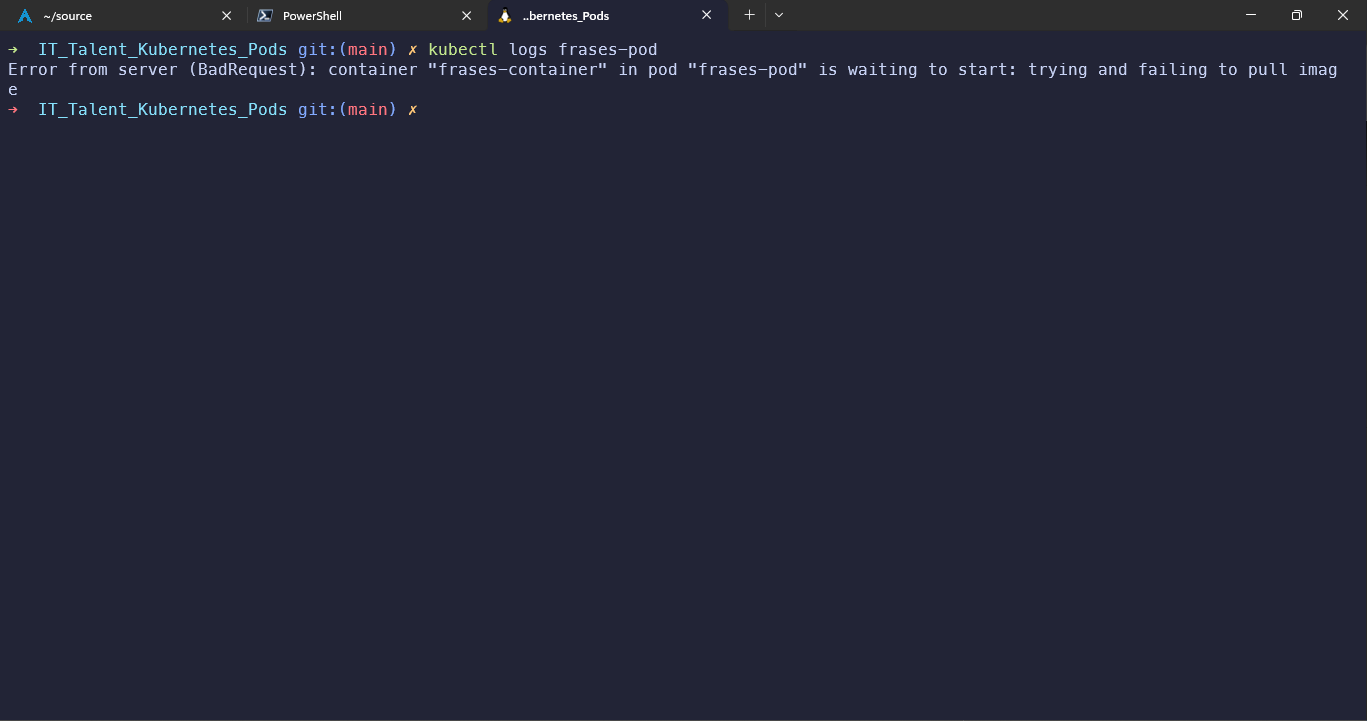 ~/source
PowerShell
..bernetes_Pods
→ IT_Talent_Kubernetes_Pods git:(main) ✗ kubectl logs frases-pod
Error from server (BadRequest): container "frases-container" in pod "frases-pod" is waiting to start: trying and failing to pull imag
e
→ IT_Talent_Kubernetes_Pods git:(main) ✗